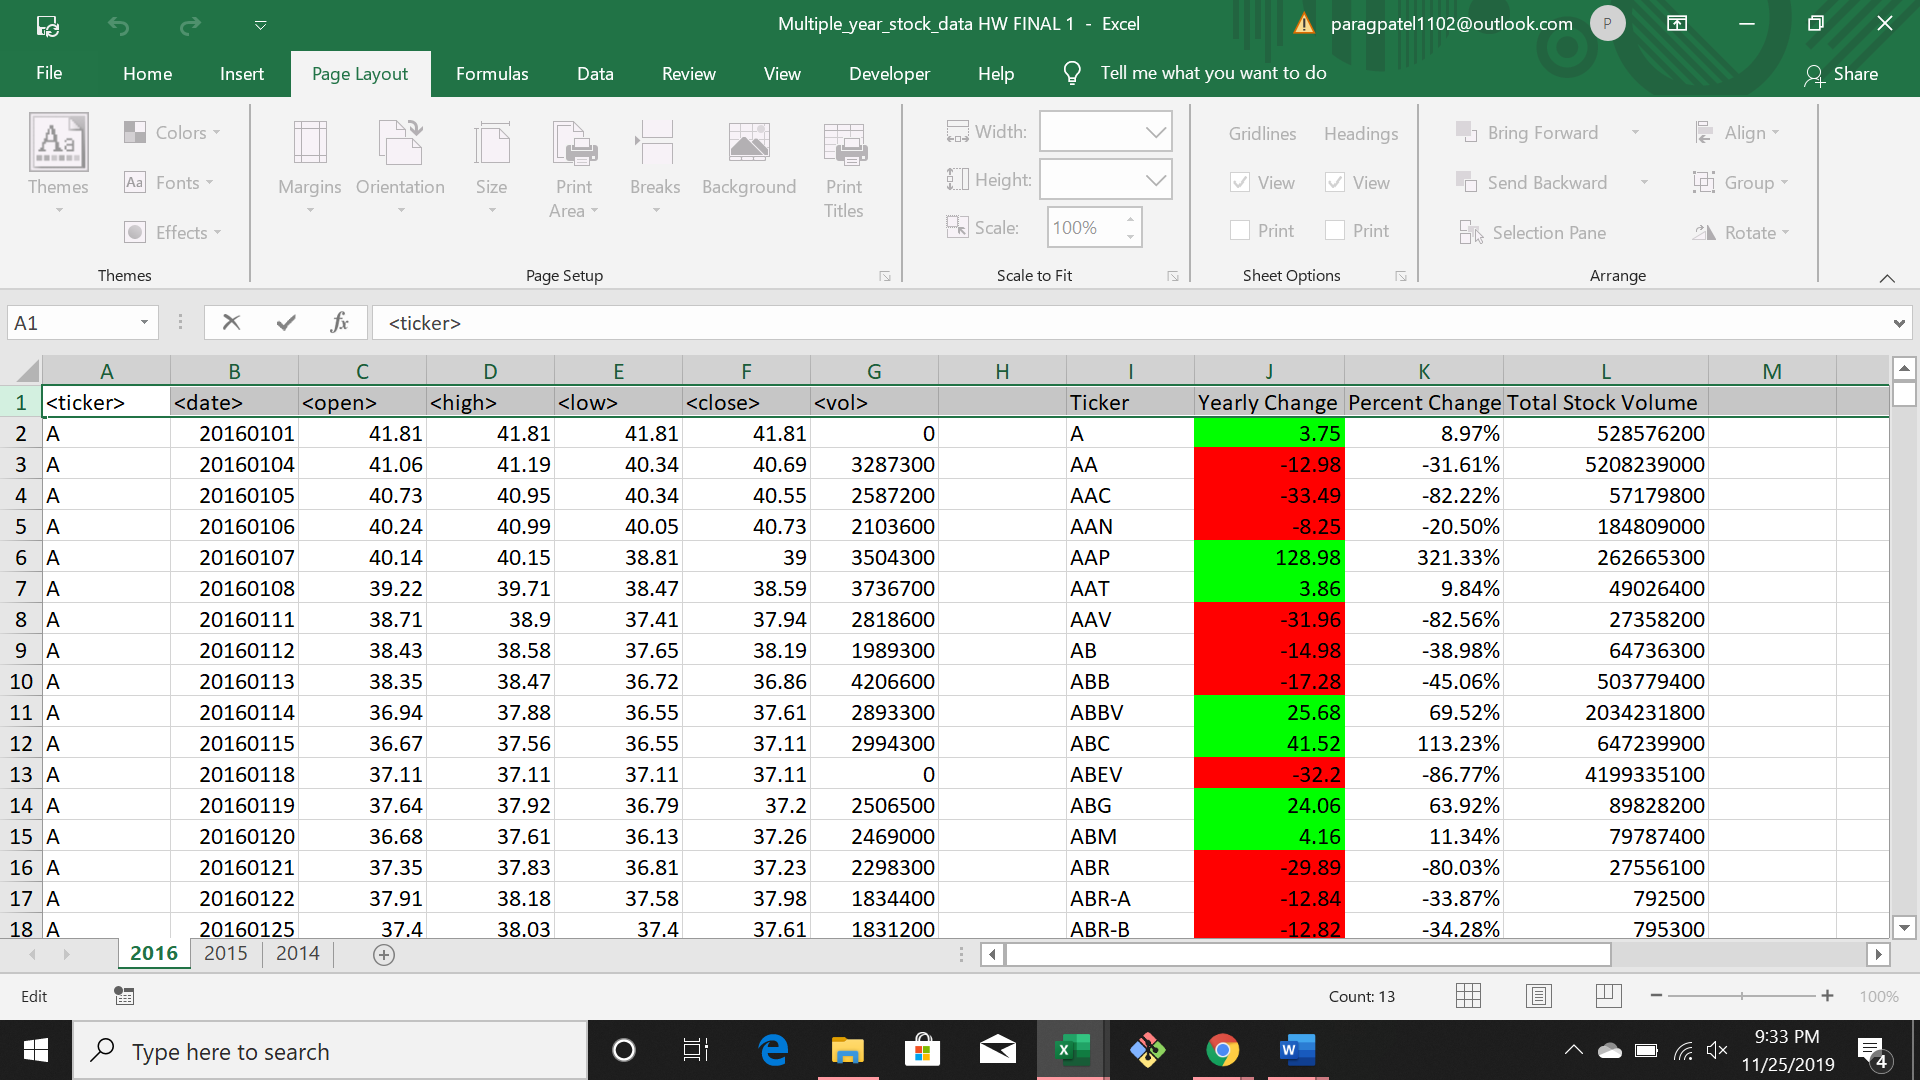 Multiple_year_stock_data HW FINAL 1 - Excel paragpatel1102@outlook.com P
File Home Insert Page Layout Formulas Data Review View Developer Help Tell me what you want to do Share
Aa Colors Width: Gridlines Headings Bring Forward Align
Themes Aa Fonts Margins Orientation Size Print Area Breaks Background Print Titles Height: View View Send Backward Group
Effects Scale: 100% Print Print Selection Pane Rotate
Themes Page Setup Scale to Fit Sheet Options Arrange
A1 fx <ticker>
A B C D E F G H I J K L M
1 <ticker> <date> <open> <high> <low> <close> <vol> Ticker Yearly Change Percent Change Total Stock Volume
2 A 20160101 41.81 41.81 41.81 41.81 0 A 3.75 8.97% 528576200
3 A 20160104 41.06 41.19 40.34 40.69 3287300 AA -12.98 -31.61% 5208239000
4 A 20160105 40.73 40.95 40.34 40.55 2587200 AAC -33.49 -82.22% 57179800
5 A 20160106 40.24 40.99 40.05 40.73 2103600 AAN -8.25 -20.50% 184809000
6 A 20160107 40.14 40.15 38.81 39 3504300 AAP 128.98 321.33% 262665300
7 A 20160108 39.22 39.71 38.47 38.59 3736700 AAT 3.86 9.84% 49026400
8 A 20160111 38.71 38.9 37.41 37.94 2818600 AAV -31.96 -82.56% 27358200
9 A 20160112 38.43 38.58 37.65 38.19 1989300 AB -14.98 -38.98% 64736300
10 A 20160113 38.35 38.47 36.72 36.86 4206600 ABB -17.28 -45.06% 503779400
11 A 20160114 36.94 37.88 36.55 37.61 2893300 ABBV 25.68 69.52% 2034231800
12 A 20160115 36.67 37.56 36.55 37.11 2994300 ABC 41.52 113.23% 647239900
13 A 20160118 37.11 37.11 37.11 37.11 0 ABEV -32.2 -86.77% 4199335100
14 A 20160119 37.64 37.92 36.79 37.2 2506500 ABG 24.06 63.92% 89828200
15 A 20160120 36.68 37.61 36.13 37.26 2469000 ABM 4.16 11.34% 79787400
16 A 20160121 37.35 37.83 36.81 37.23 2298300 ABR -29.89 -80.03% 27556100
17 A 20160122 37.91 38.18 37.58 37.98 1834400 ABR-A -12.84 -33.87% 792500
18 A 20160125 37.4 38.03 37.4 37.61 1831200 ABR-B -12.82 -34.28% 795300
2016 2015 2014
Edit Count: 13 100%
Type here to search 9:33 PM
11/25/2019 4